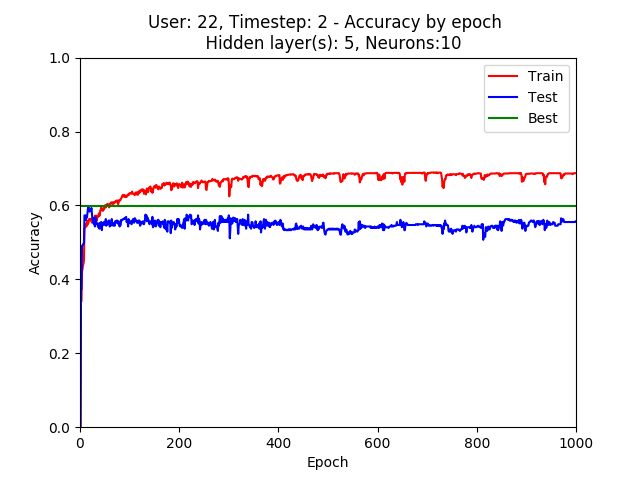 User: 22, Timestep: 2 - Accuracy by epoch
Hidden layer(s): 5, Neurons:10
1.0
0.8
0.6
0.4
0.2
0.0
Accuracy
Train
Test
Best
0 200 400 600 800 1000
Epoch